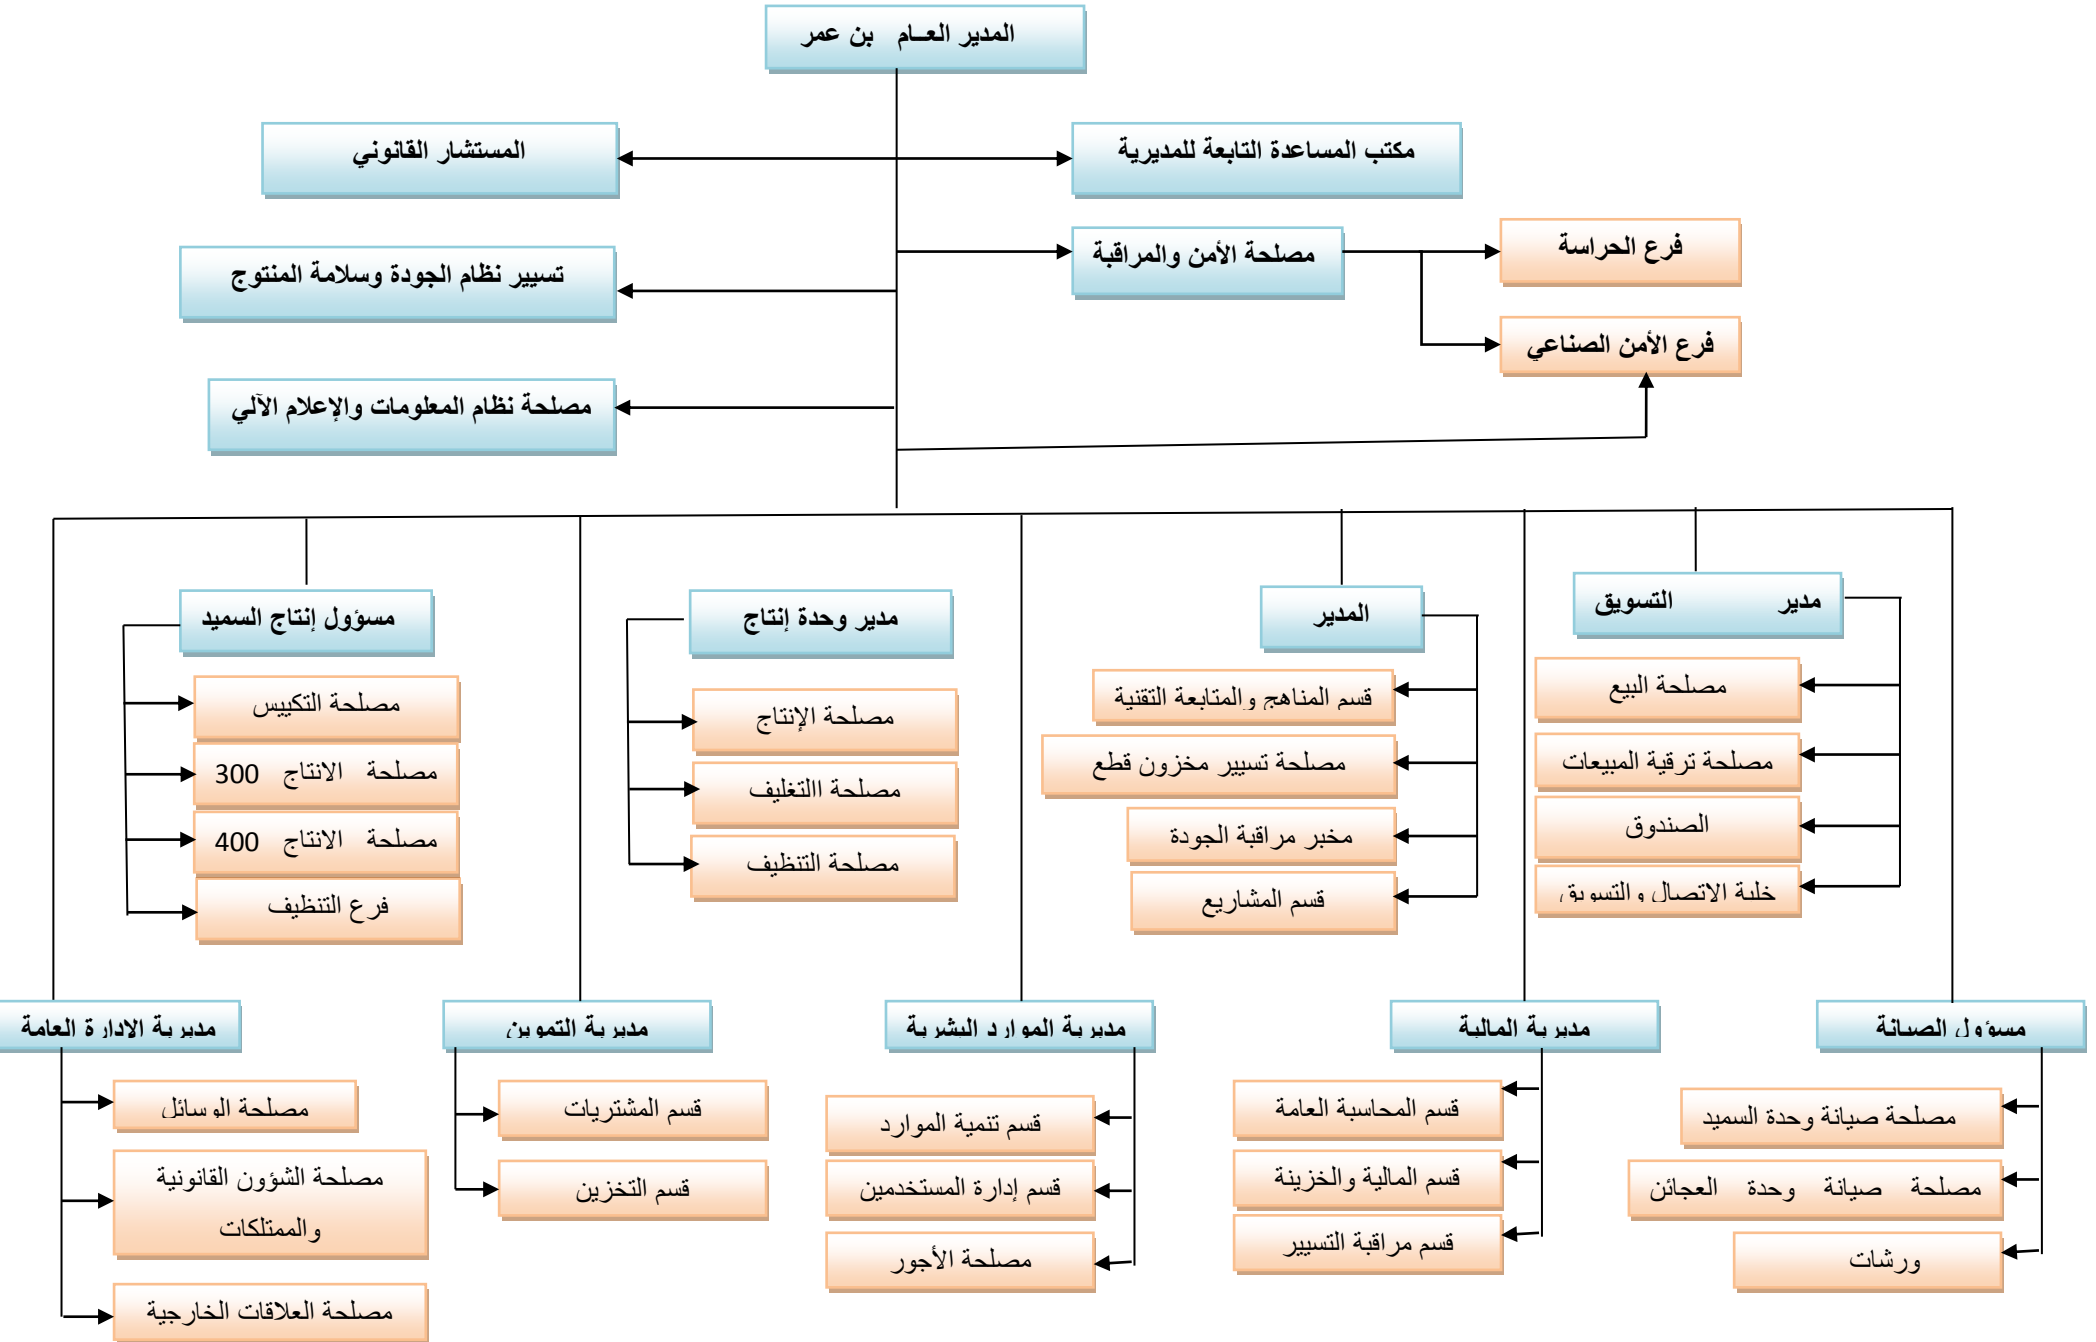 المدير العـام بن عمر
مكتب المساعدة التابعة للمديرية
المستشار القانوني
مصلحة الأمن والمراقبة
فرع الحراسة
تسيير نظام الجودة وسلامة المنتوج
فرع الأمن الصناعي
مصلحة نظام المعلومات والإعلام الآلي
مدير التسويق
مصلحة البيع
مصلحة ترقية المبيعات
الصندوق
خلية الاتصال والتسويق
المدير
قسم المناهج والمتابعة التقنية
مصلحة تسيير مخزون قطع
مخبر مراقبة الجودة
قسم المشاريع
مدير وحدة إنتاج
مصلحة الإنتاج
مصلحة االتغليف
مصلحة التنظيف
مسؤول إنتاج السميد
مصلحة التكييس
مصلحة الانتاج 300
مصلحة الانتاج 400
فرع التنظيف
مسؤول الصيانة
مصلحة صيانة وحدة السميد
مصلحة صيانة وحدة العجائن
ورشات
مديرية المالية
قسم المحاسبة العامة
قسم المالية والخزينة
قسم مراقبة التسيير
مديرية الموارد البشرية
قسم تنمية الموارد
قسم إدارة المستخدمين
مصلحة الأجور
مديرية التموين
قسم المشتريات
قسم التخزين
مديرية الادارة العامة
مصلحة الوسائل
مصلحة الشؤون القانونية
والممتلكات
مصلحة العلاقات الخارجية